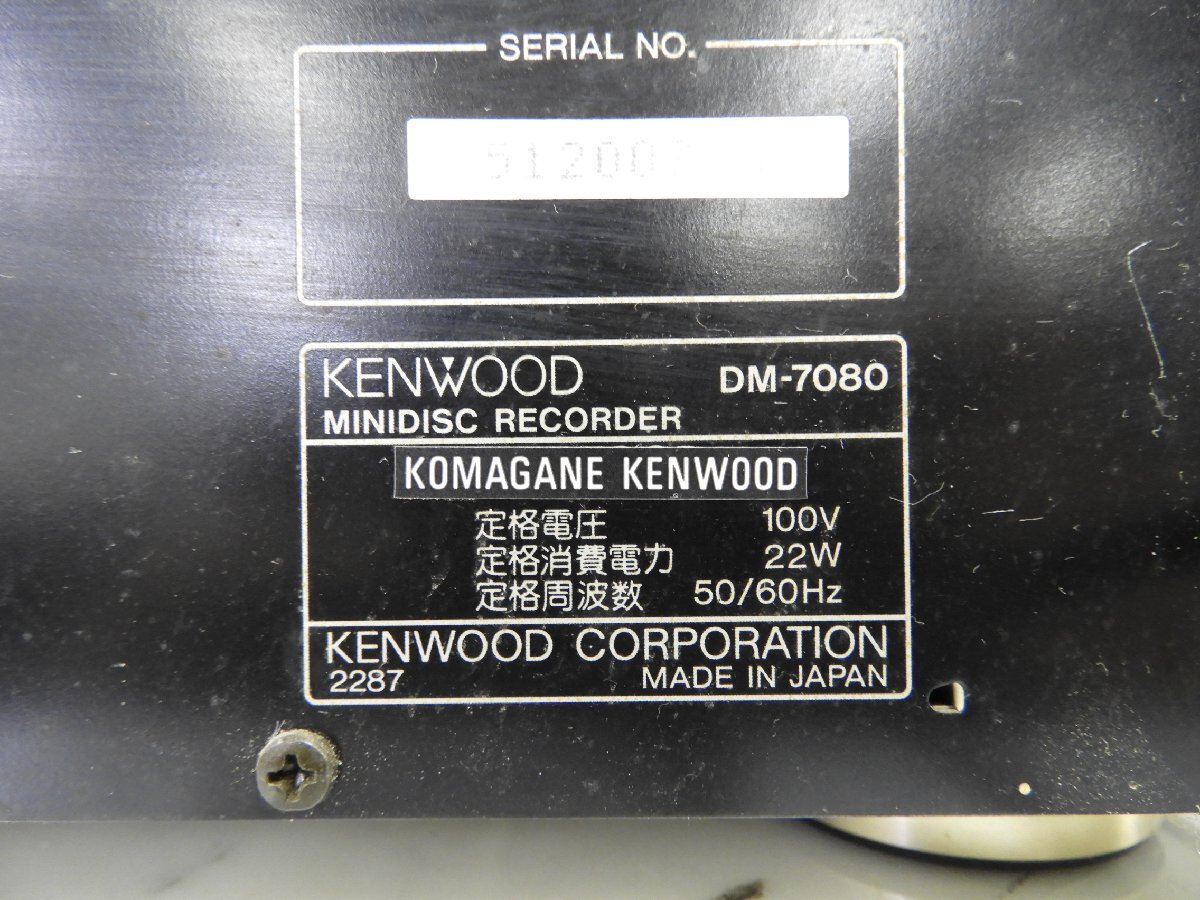 SERIAL NO.
KENWOOD DM-7080
MINIDISC RECORDER
KOMAGANE KENWOOD
定格電圧 100V
定格消費電力 22W
定格周波数 50/60Hz
KENWOOD CORPORATION
2287 MADE IN JAPAN